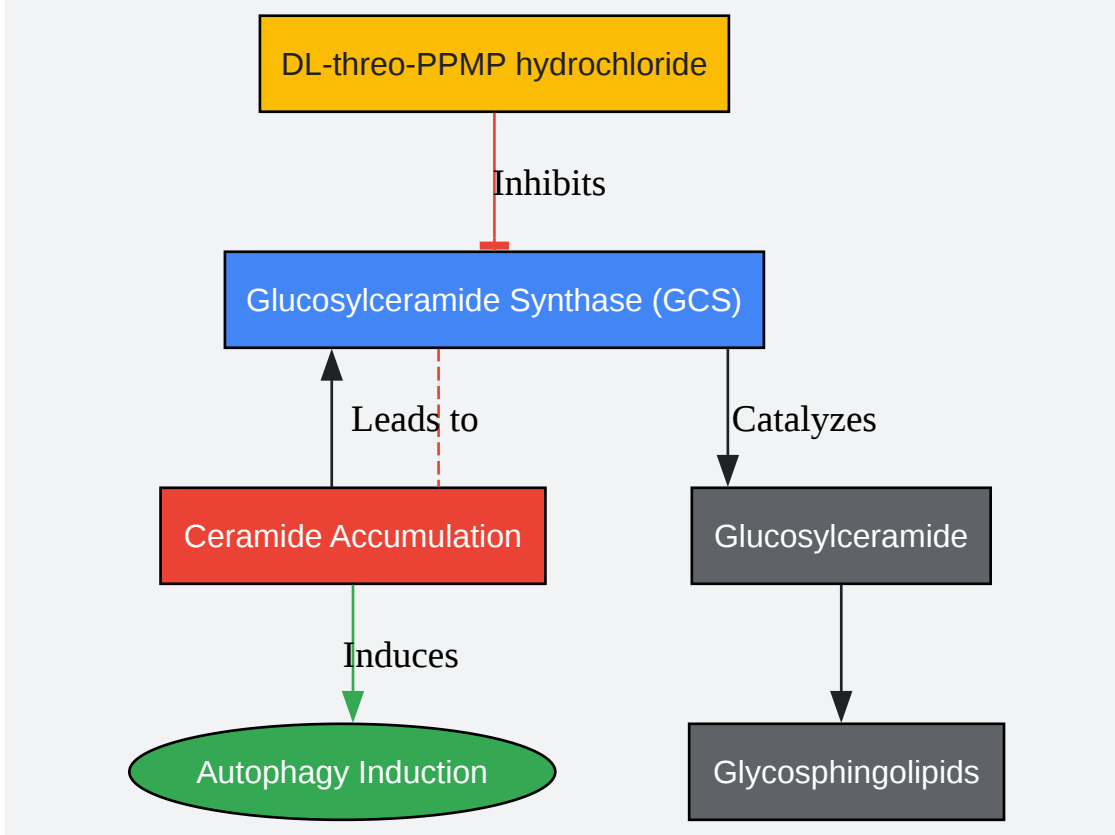 DL-threo-PPMP hydrochloride
Inhibits
Glucosylceramide Synthase (GCS)
Leads to
Catalyzes
Ceramide Accumulation
Glucosylceramide
Induces
Autophagy Induction
Glycosphingolipids